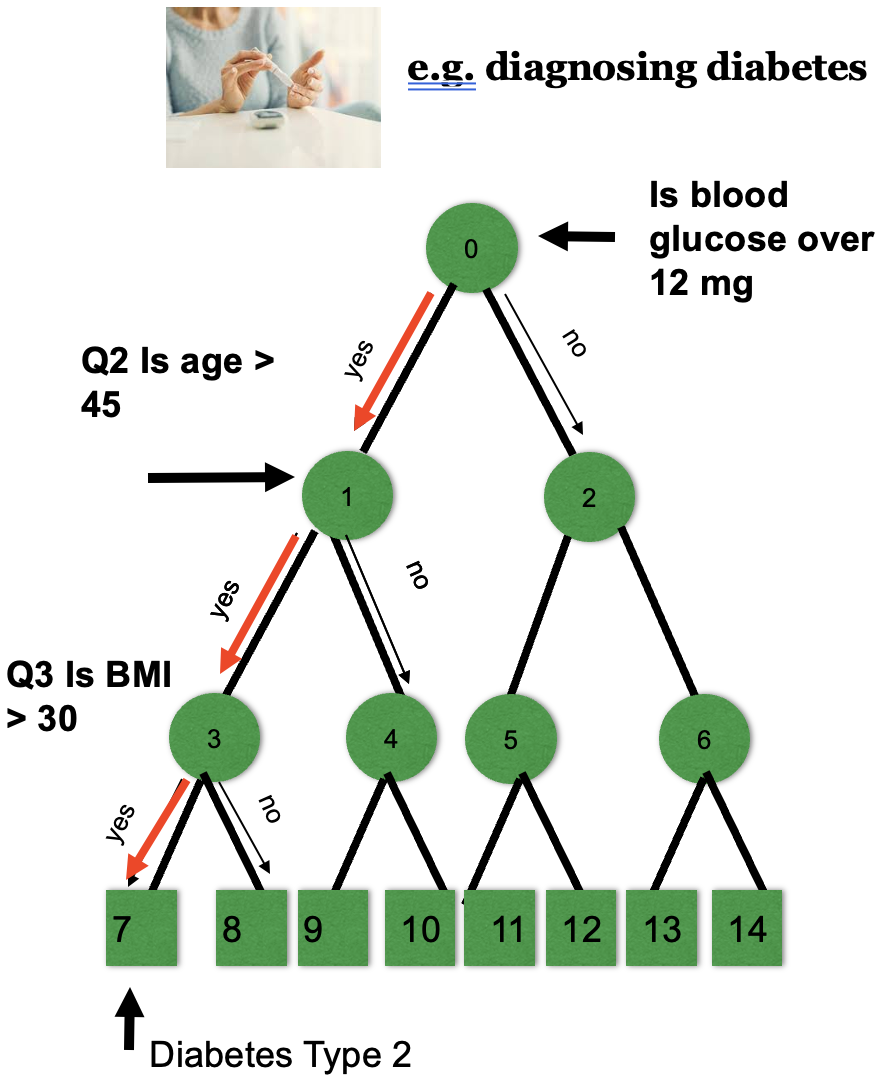 e.g. diagnosing diabetes
Is blood
glucose over
12 mg
0
yes
no
Q2 Is age >
45
1
2
yes
no
Q3 Is BMI
> 30
3
4
5
6
yes
no
7
8
9
10
11
12
13
14
Diabetes Type 2